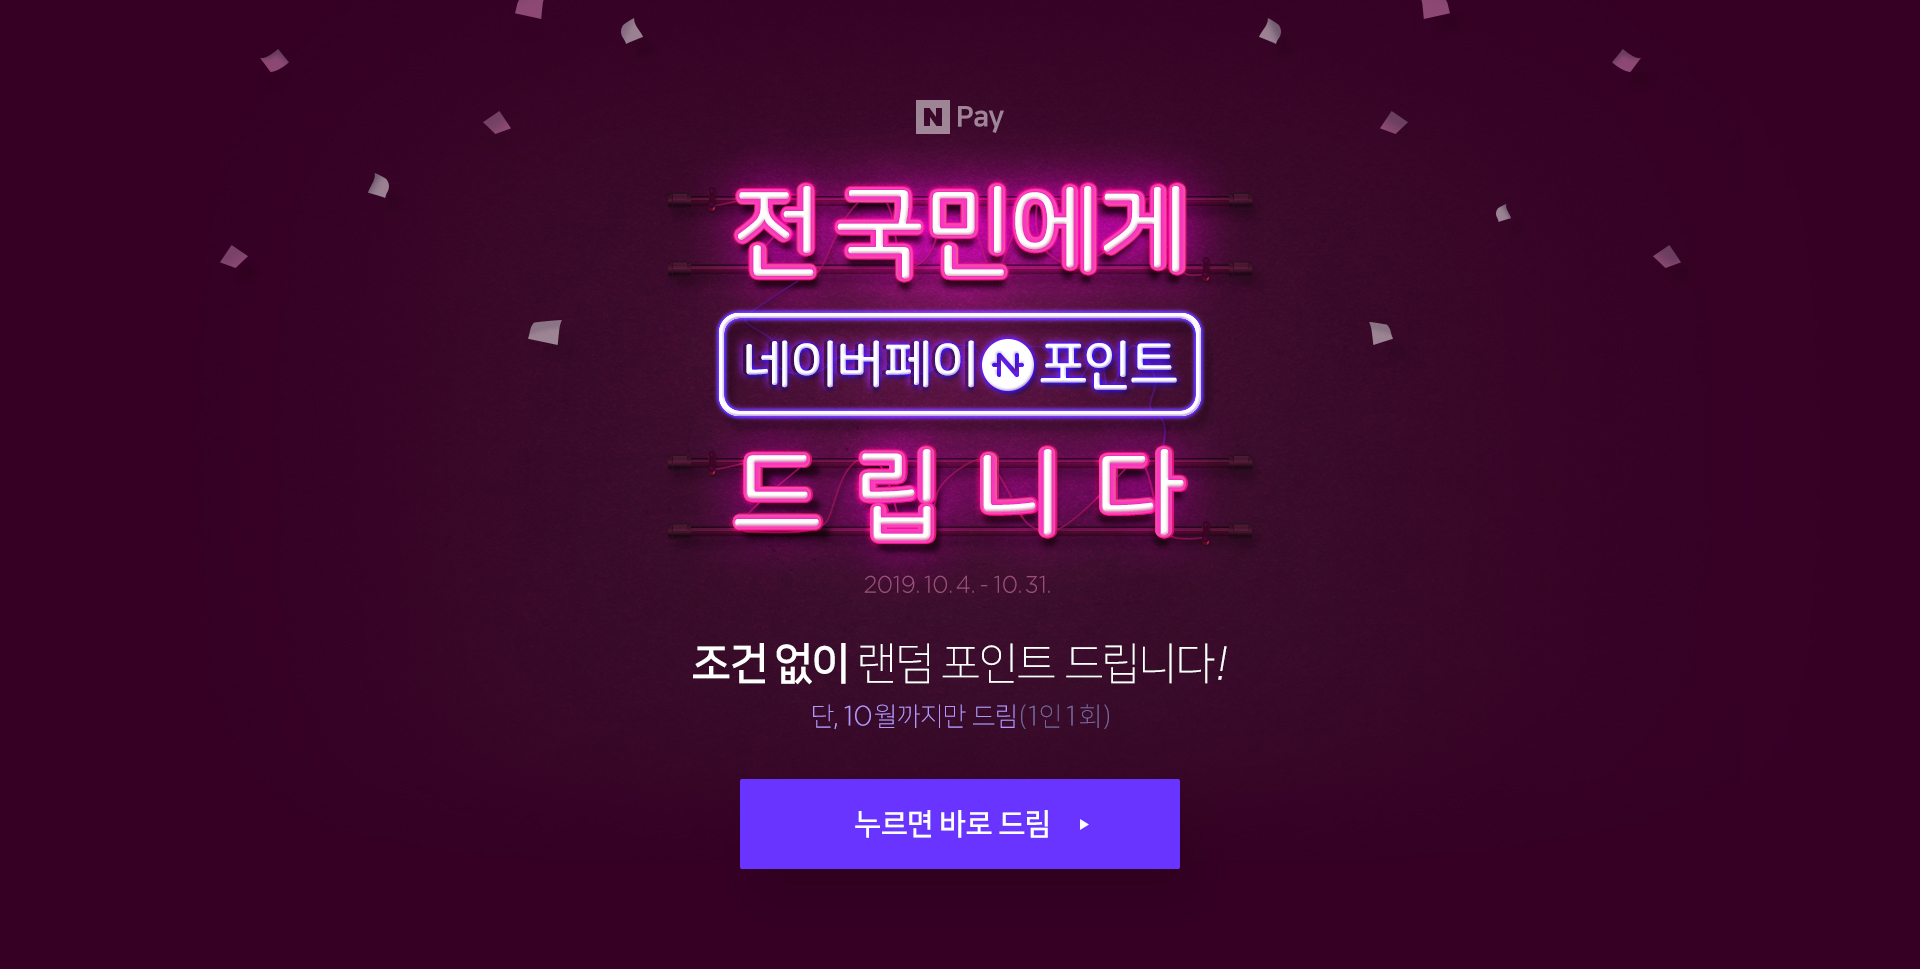 N Pay
전 국민에게
네이버페이 N 포인트
드립니다
2019. 10. 4. - 10. 31.
조건 없이 랜덤 포인트 드립니다!
단, 10월까지만 드림(1인 1회)
누르면 바로 드림